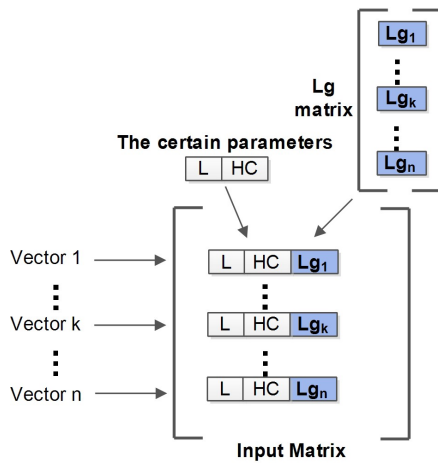 Lg1
Lg
matrix
Lgk
Lgn
The certain parameters
L HC
Vector 1
L HC Lg1
Vector k
L HC Lgk
Vector n
L HC Lgn
Input Matrix